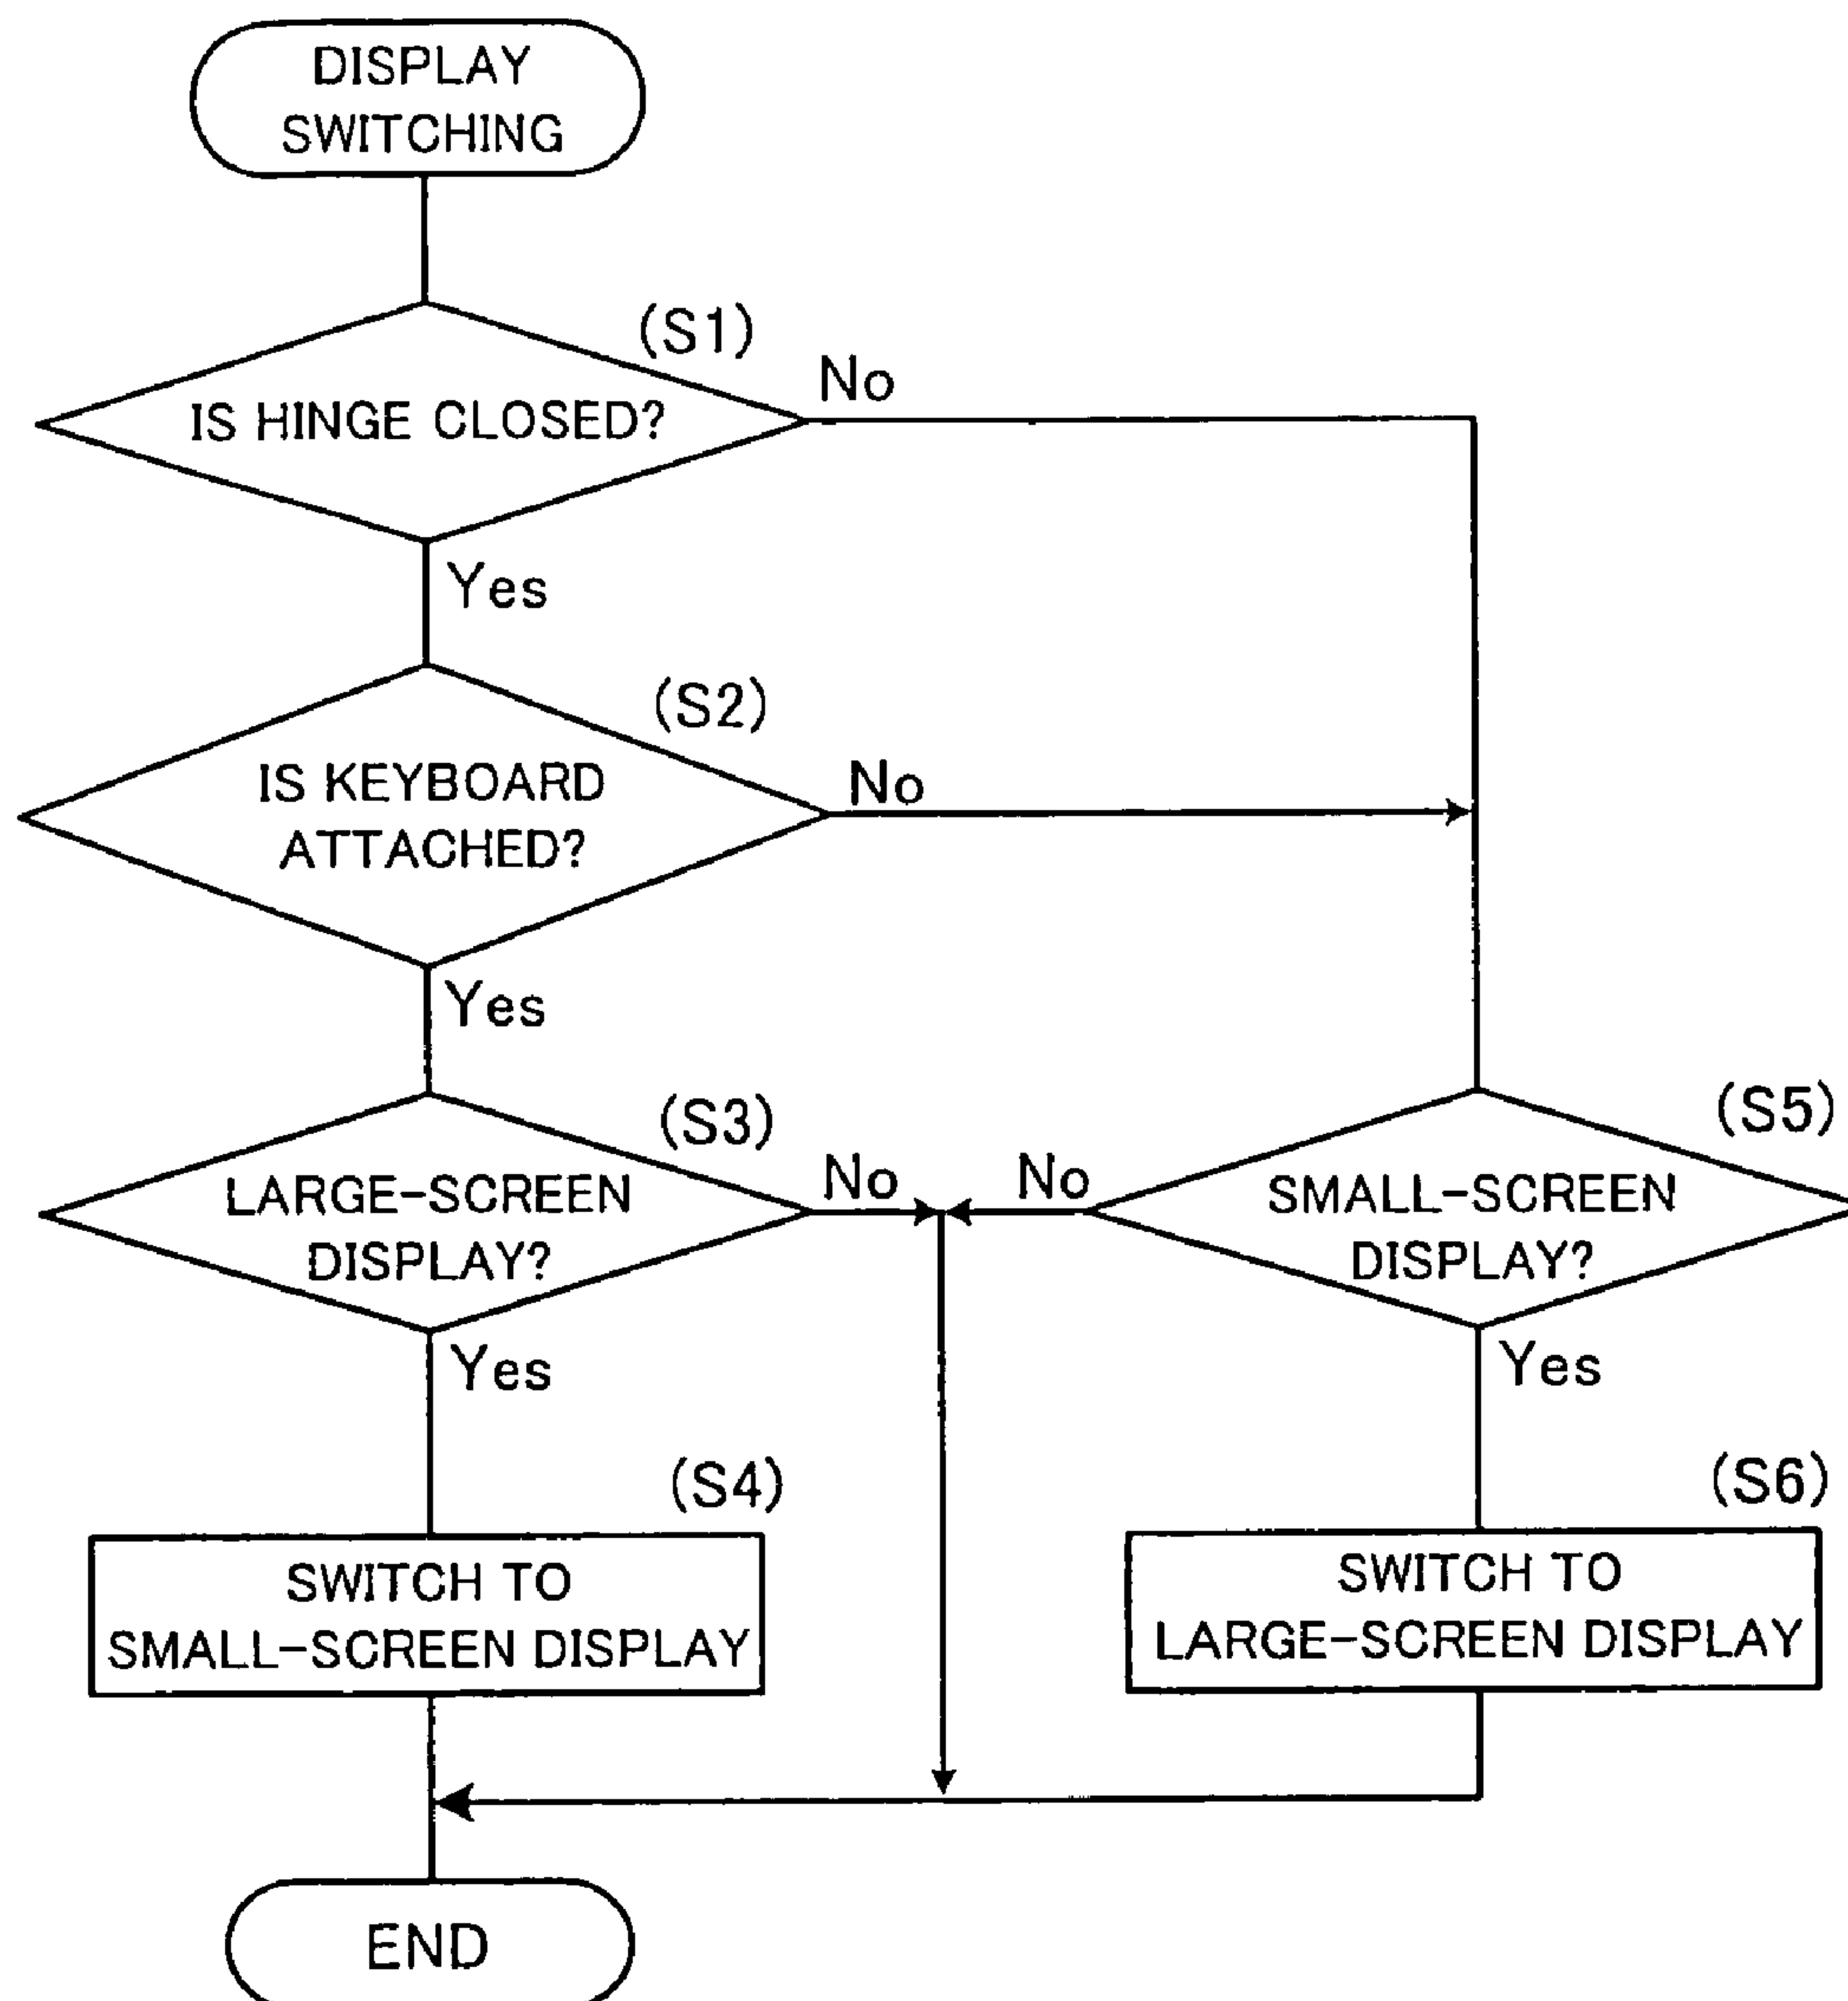 DISPLAY
SWITCHING
(S1)
No
IS HINGE CLOSED?
Yes
(S2)
IS KEYBOARD
ATTACHED?
No
Yes
(S3)
LARGE-SCREEN
DISPLAY?
No
No
(S5)
SMALL-SCREEN
DISPLAY?
Yes
Yes
(S4)
SWITCH TO
SMALL-SCREEN DISPLAY
(S6)
SWITCH TO
LARGE-SCREEN DISPLAY
END